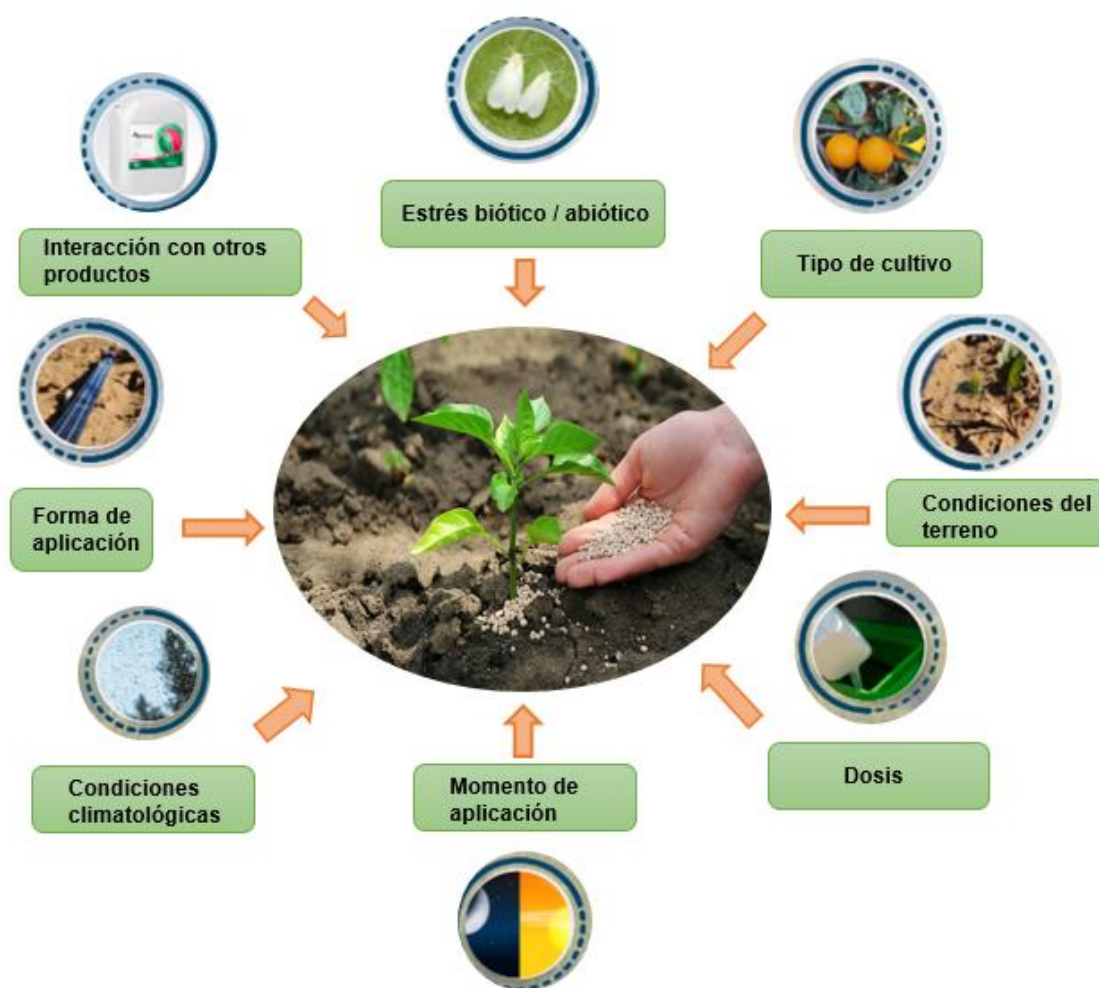 Estrés biótico / abiótico
Interacción con otros
productos
Tipo de cultivo
Forma de
aplicación
Condiciones del
terreno
Condiciones
climatológicas
Momento de
aplicación
Dosis